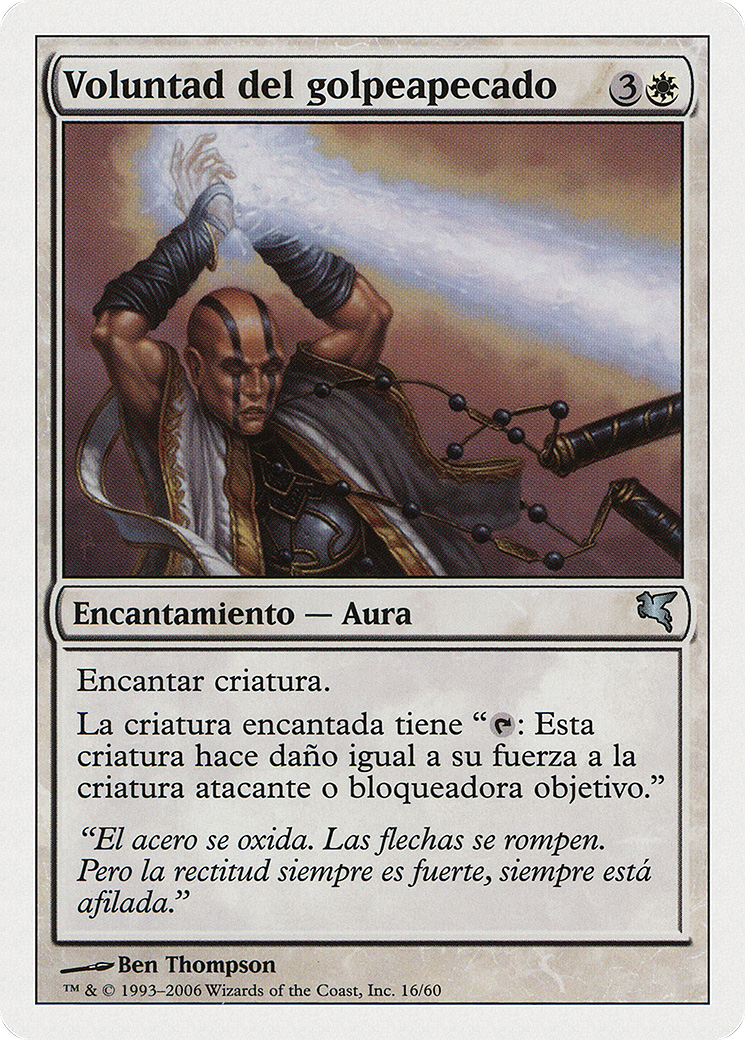 Voluntad del golpeapecado 3
Encantamiento — Aura
Encantar criatura.
La criatura encantada tiene “: Esta
criatura hace daño igual a su fuerza a la
criatura atacante o bloqueadora objetivo.”
“El acero se oxida. Las flechas se rompen.
Pero la rectitud siempre es fuerte, siempre está
afilada.”
Ben Thompson
™ & © 1993–2006 Wizards of the Coast, Inc. 16/60